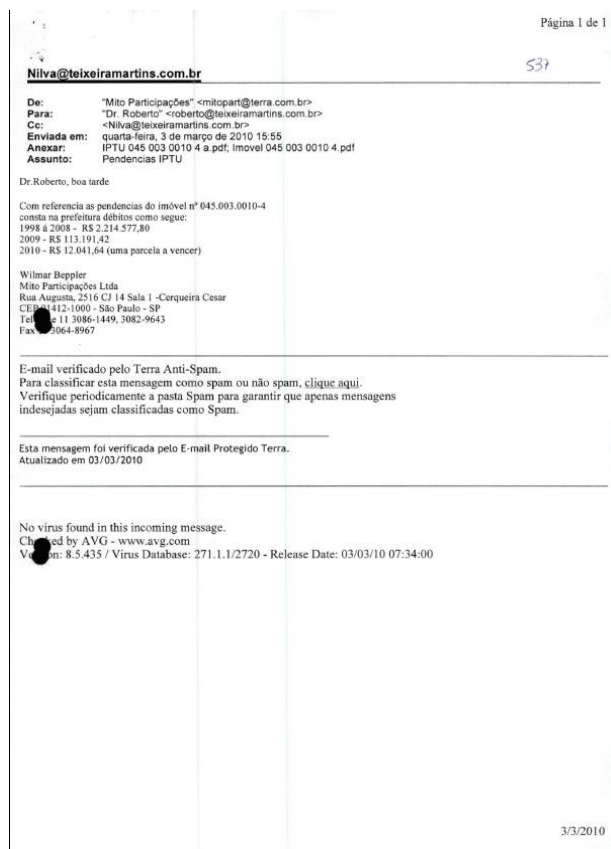 Página 1 de 1
537
Nilva@teixeiramartins.com.br
De: "Mito Participações" <mitopart@terra.com.br>
Para: "Dr. Roberto" <roberto@teixeiramartins.com.br>
Cc: <Nilva@teixeiramartins.com.br>
Enviada em: quarta-feira, 3 de março de 2010 15:55
Anexar: IPTU 045 003 0010 4 a.pdf; Imovel 045 003 0010 4.pdf
Assunto: Pendencias IPTU
Dr.Roberto, boa tarde
Com referencia as pendencias do imóvel nº 045.003.0010-4
consta na prefeitura débitos como segue:
1998 á 2008 - R$ 2.214.577,80
2009 - R$ 113.191,42
2010 - R$ 12.041,64 (uma parcela a vencer)
Wilmar Beppler
Mito Participações Ltda
Rua Augusta, 2516 CJ 14 Sala 1 -Cerqueira Cesar
CEP 1412-1000 - São Paulo - SP
Tel e 11 3086-1449, 3082-9643
Fax 3064-8967
E-mail verificado pelo Terra Anti-Spam.
Para classificar esta mensagem como spam ou não spam, clique aqui.
Verifique periodicamente a pasta Spam para garantir que apenas mensagens
indesejadas sejam classificadas como Spam.
Esta mensagem foi verificada pelo E-mail Protegido Terra.
Atualizado em 03/03/2010
No virus found in this incoming message.
Ch ed by AVG - www.avg.com
V n: 8.5.435 / Virus Database: 271.1.1/2720 - Release Date: 03/03/10 07:34:00
3/3/2010